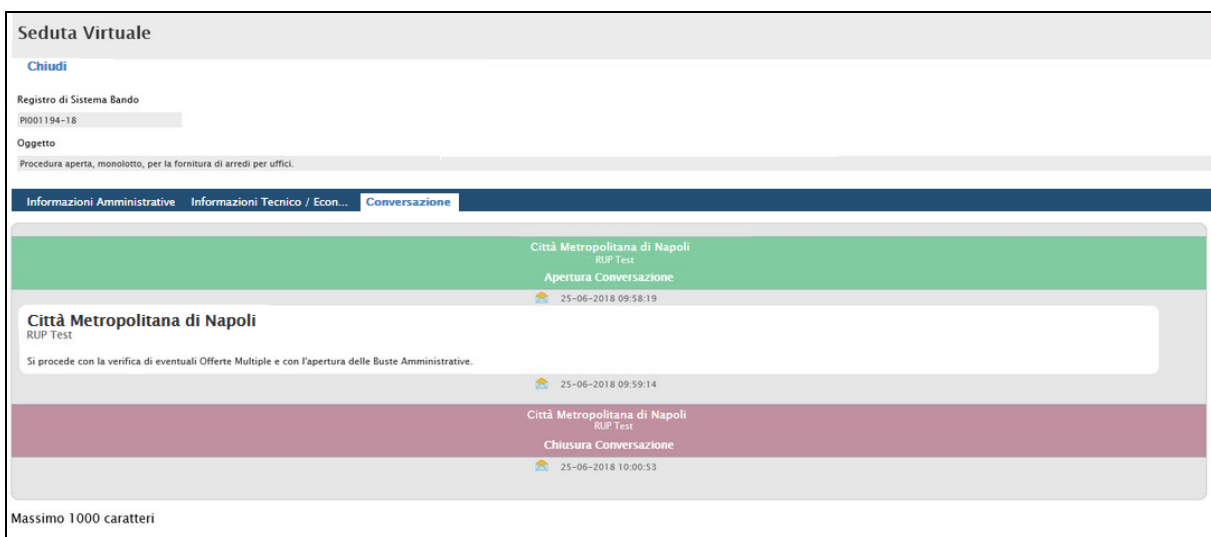 Seduta Virtuale
Chiudi
Registro di Sistema Bando
PI001194-18
Oggetto
Procedura aperta, monolotto, per la fornitura di arredi per uffici.
Informazioni Amministrative Informazioni Tecnico / Econ... Conversazione
Città Metropolitana di Napoli
RUP Test
Apertura Conversazione
25-06-2018 09:58:19
Città Metropolitana di Napoli
RUP Test
Si procede con la verifica di eventuali Offerte Multiple e con l'apertura delle Buste Amministrative.
25-06-2018 09:59:14
Città Metropolitana di Napoli
RUP Test
Chiusura Conversazione
25-06-2018 10:00:53
Massimo 1000 caratteri